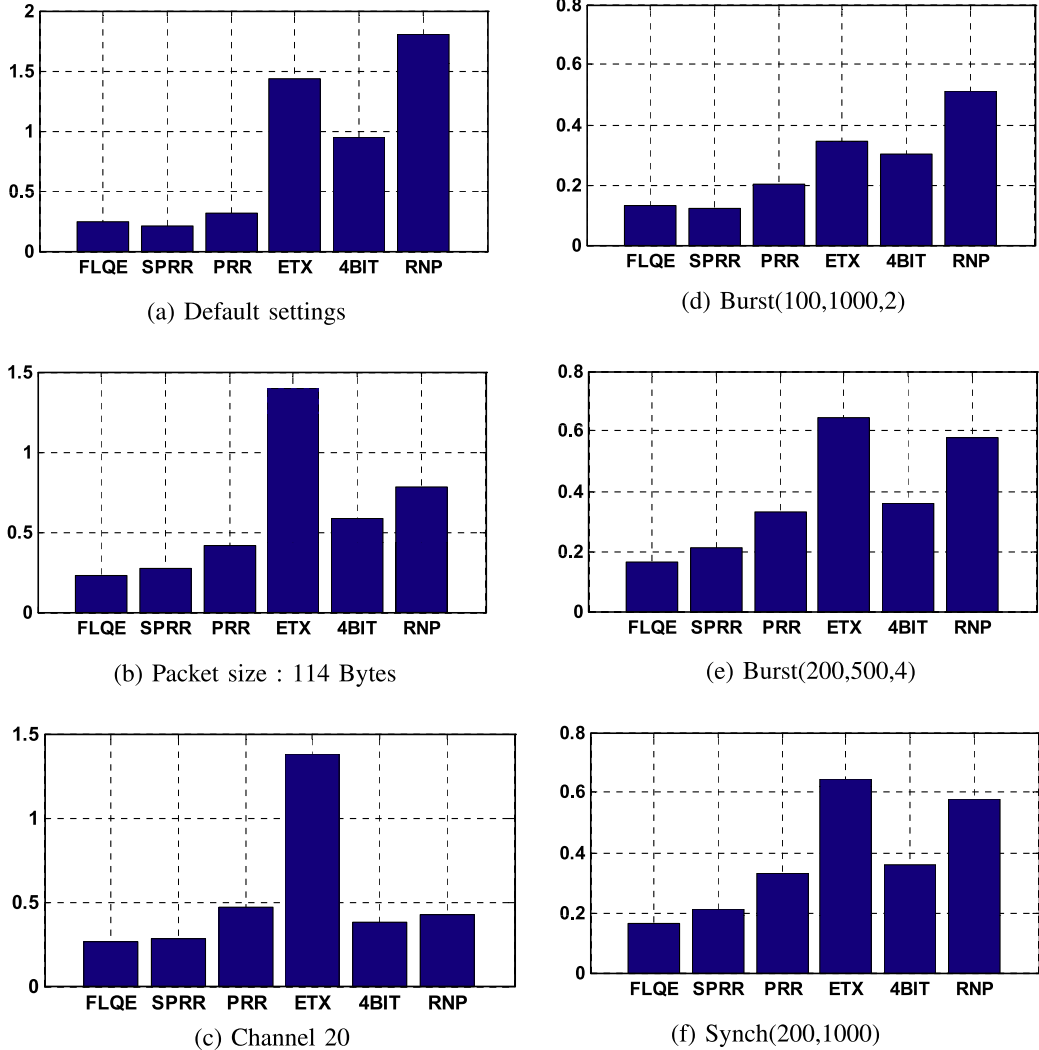 2
1.5
1
0.5
0
FLQE SPRR PRR ETX 4BIT RNP
(a) Default settings
0.8
0.6
0.4
0.2
0
FLQE SPRR PRR ETX 4BIT RNP
(d) Burst(100,1000,2)
1.5
1
0.5
0
FLQE SPRR PRR ETX 4BIT RNP
(b) Packet size : 114 Bytes
0.8
0.6
0.4
0.2
0
FLQE SPRR PRR ETX 4BIT RNP
(e) Burst(200,500,4)
1.5
1
0.5
0
FLQE SPRR PRR ETX 4BIT RNP
(c) Channel 20
0.8
0.6
0.4
0.2
0
FLQE SPRR PRR ETX 4BIT RNP
(f) Synch(200,1000)